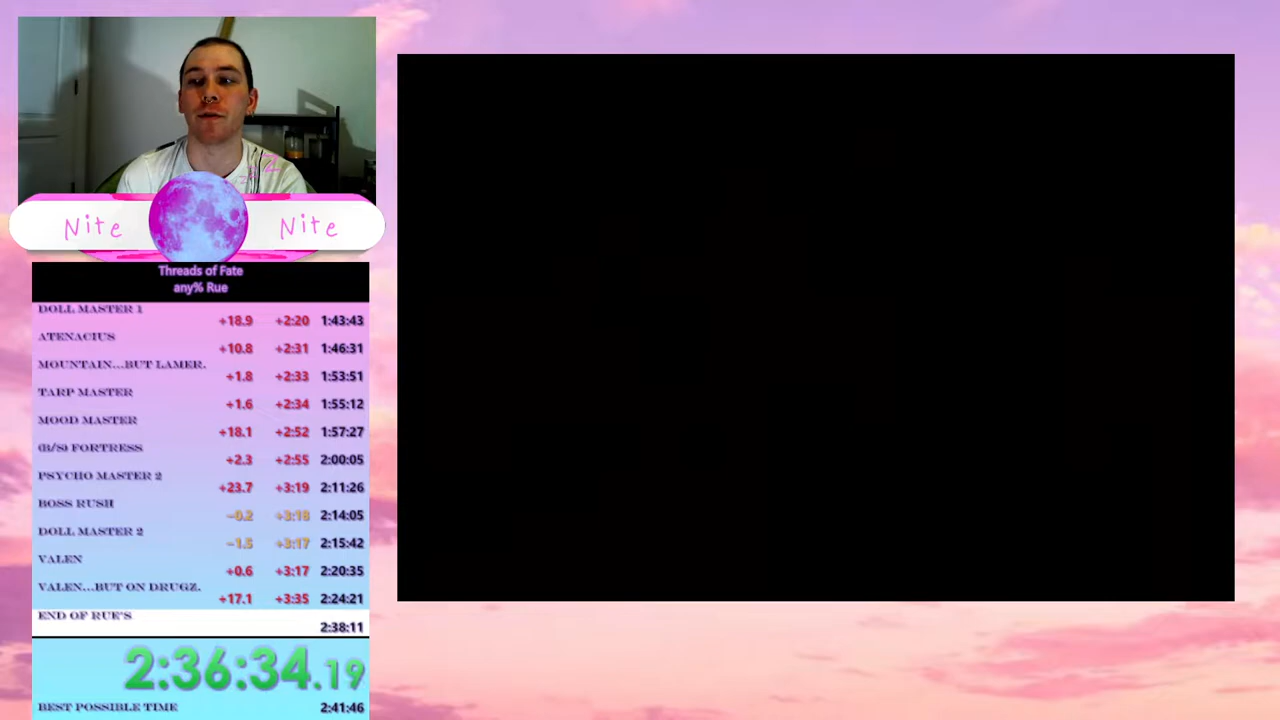 Nite Nite
Threads of Fate
any% Rue
DOLL MASTER 1
+18.9 +2:20 1:43:43
ATENACIUS
+10.8 +2:31 1:46:31
MOUNTAIN...BUT LAMER.
+1.8 +2:33 1:53:51
TARP MASTER
+1.6 +2:34 1:55:12
MOOD MASTER
+18.1 +2:52 1:57:27
(B/S) FORTRESS
+2.3 +2:55 2:00:05
PSYCHO MASTER 2
+23.7 +3:19 2:11:26
BOSS RUSH
−0.2 +3:18 2:14:05
DOLL MASTER 2
−1.5 +3:17 2:15:42
VALEN
+0.6 +3:17 2:20:35
VALEN...BUT ON DRUGZ.
+17.1 +3:35 2:24:21
END OF RUE'S
2:38:11
2:36:34.19
BEST POSSIBLE TIME 2:41:46